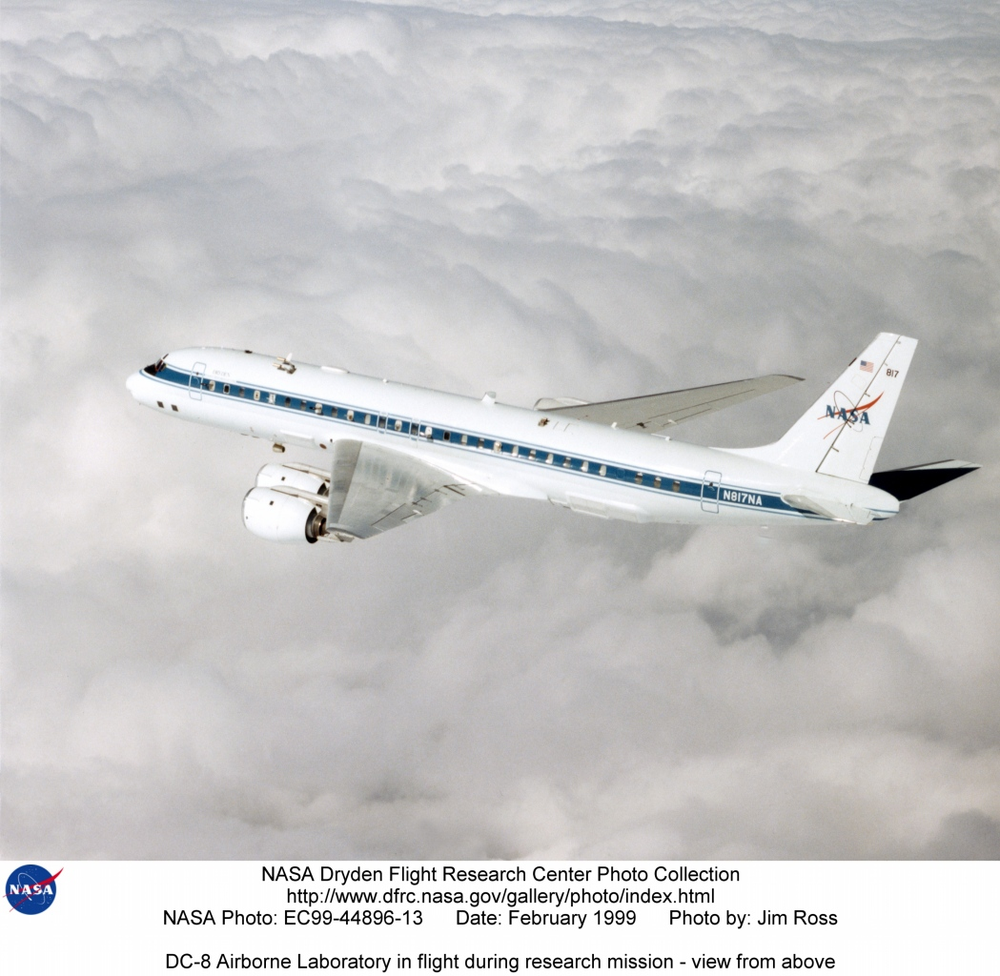 817
NASA
N817NA
NASA
NASA Dryden Flight Research Center Photo Collection
http://www.dfrc.nasa.gov/gallery/photo/index.html
NASA Photo: EC99-44896-13 Date: February 1999 Photo by: Jim Ross
DC-8 Airborne Laboratory in flight during research mission - view from above